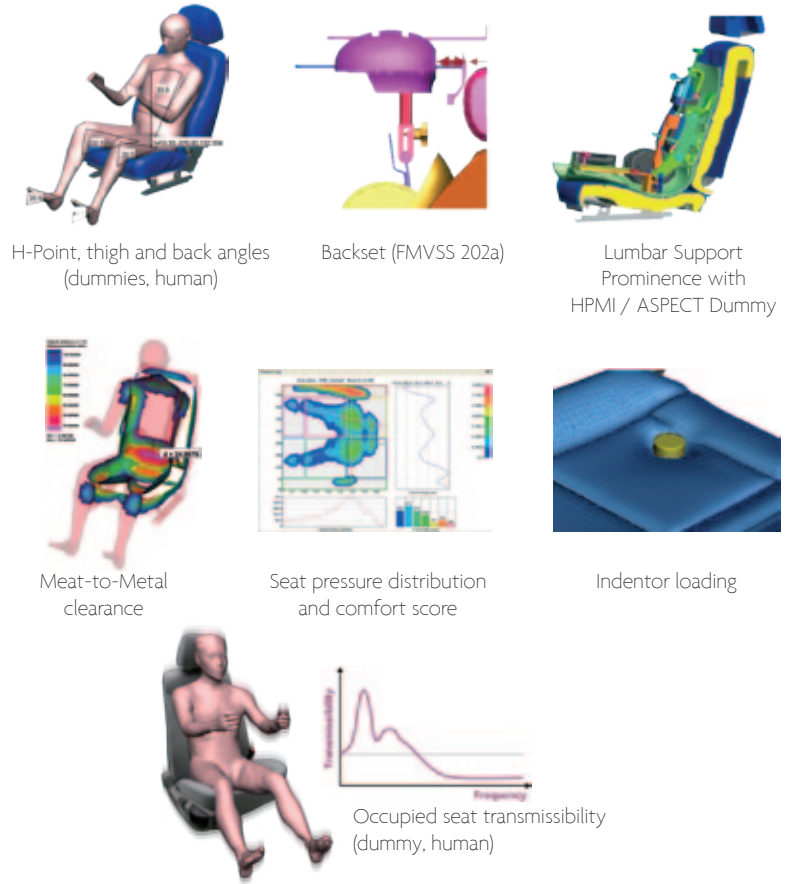 H-Point, thigh and back angles
(dummies, human)
Backset (FMVSS 202a)
Lumbar Support
Prominence with
HPMI / ASPECT Dummy
Meat-to-Metal
clearance
Seat pressure distribution
and comfort score
Indentor loading
Transmissibility
Frequency
Occupied seat transmissibility
(dummy, human)